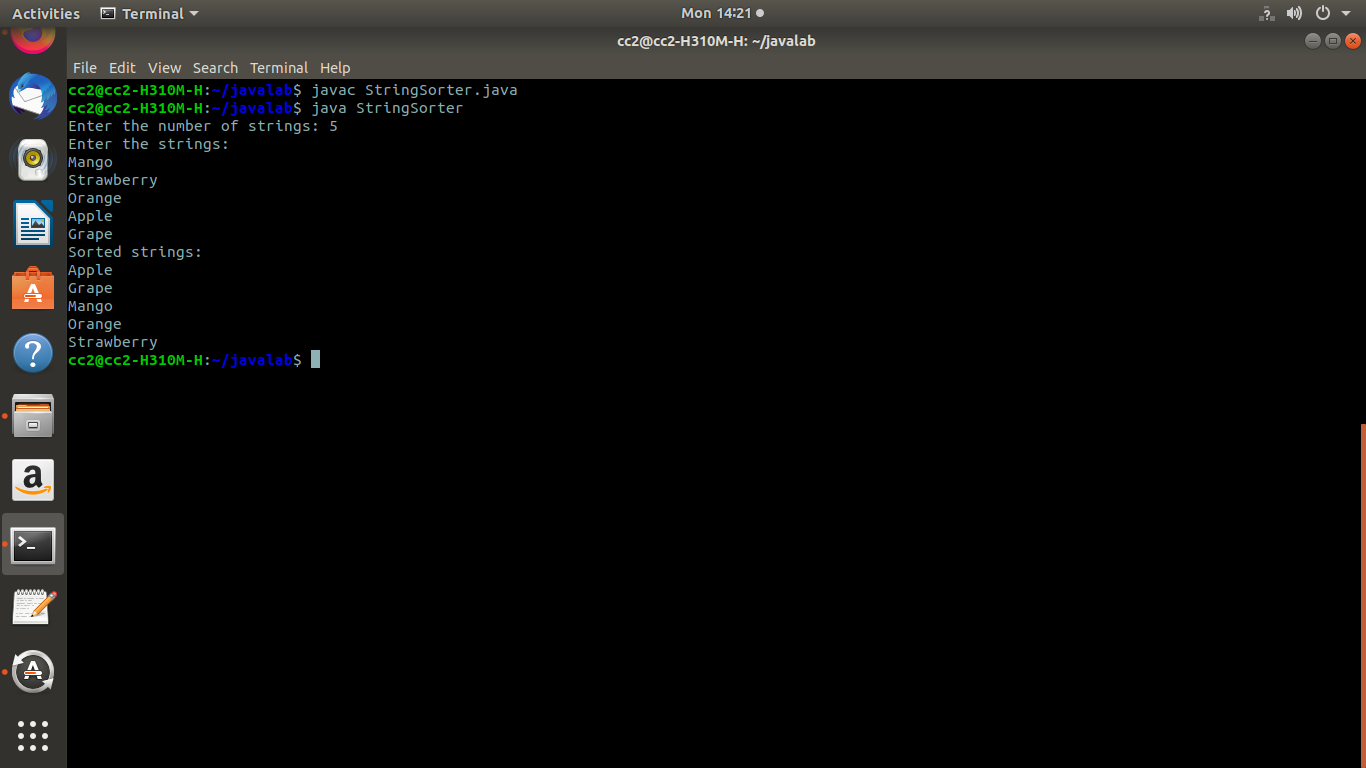 Activities Terminal Mon 14:21
cc2@cc2-H310M-H: ~/javalab
File Edit View Search Terminal Help
cc2@cc2-H310M-H:~/javalab$ javac StringSorter.java
cc2@cc2-H310M-H:~/javalab$ java StringSorter
Enter the number of strings: 5
Enter the strings:
Mango
Strawberry
Orange
Apple
Grape
Sorted strings:
Apple
Grape
Mango
Orange
Strawberry
cc2@cc2-H310M-H:~/javalab$